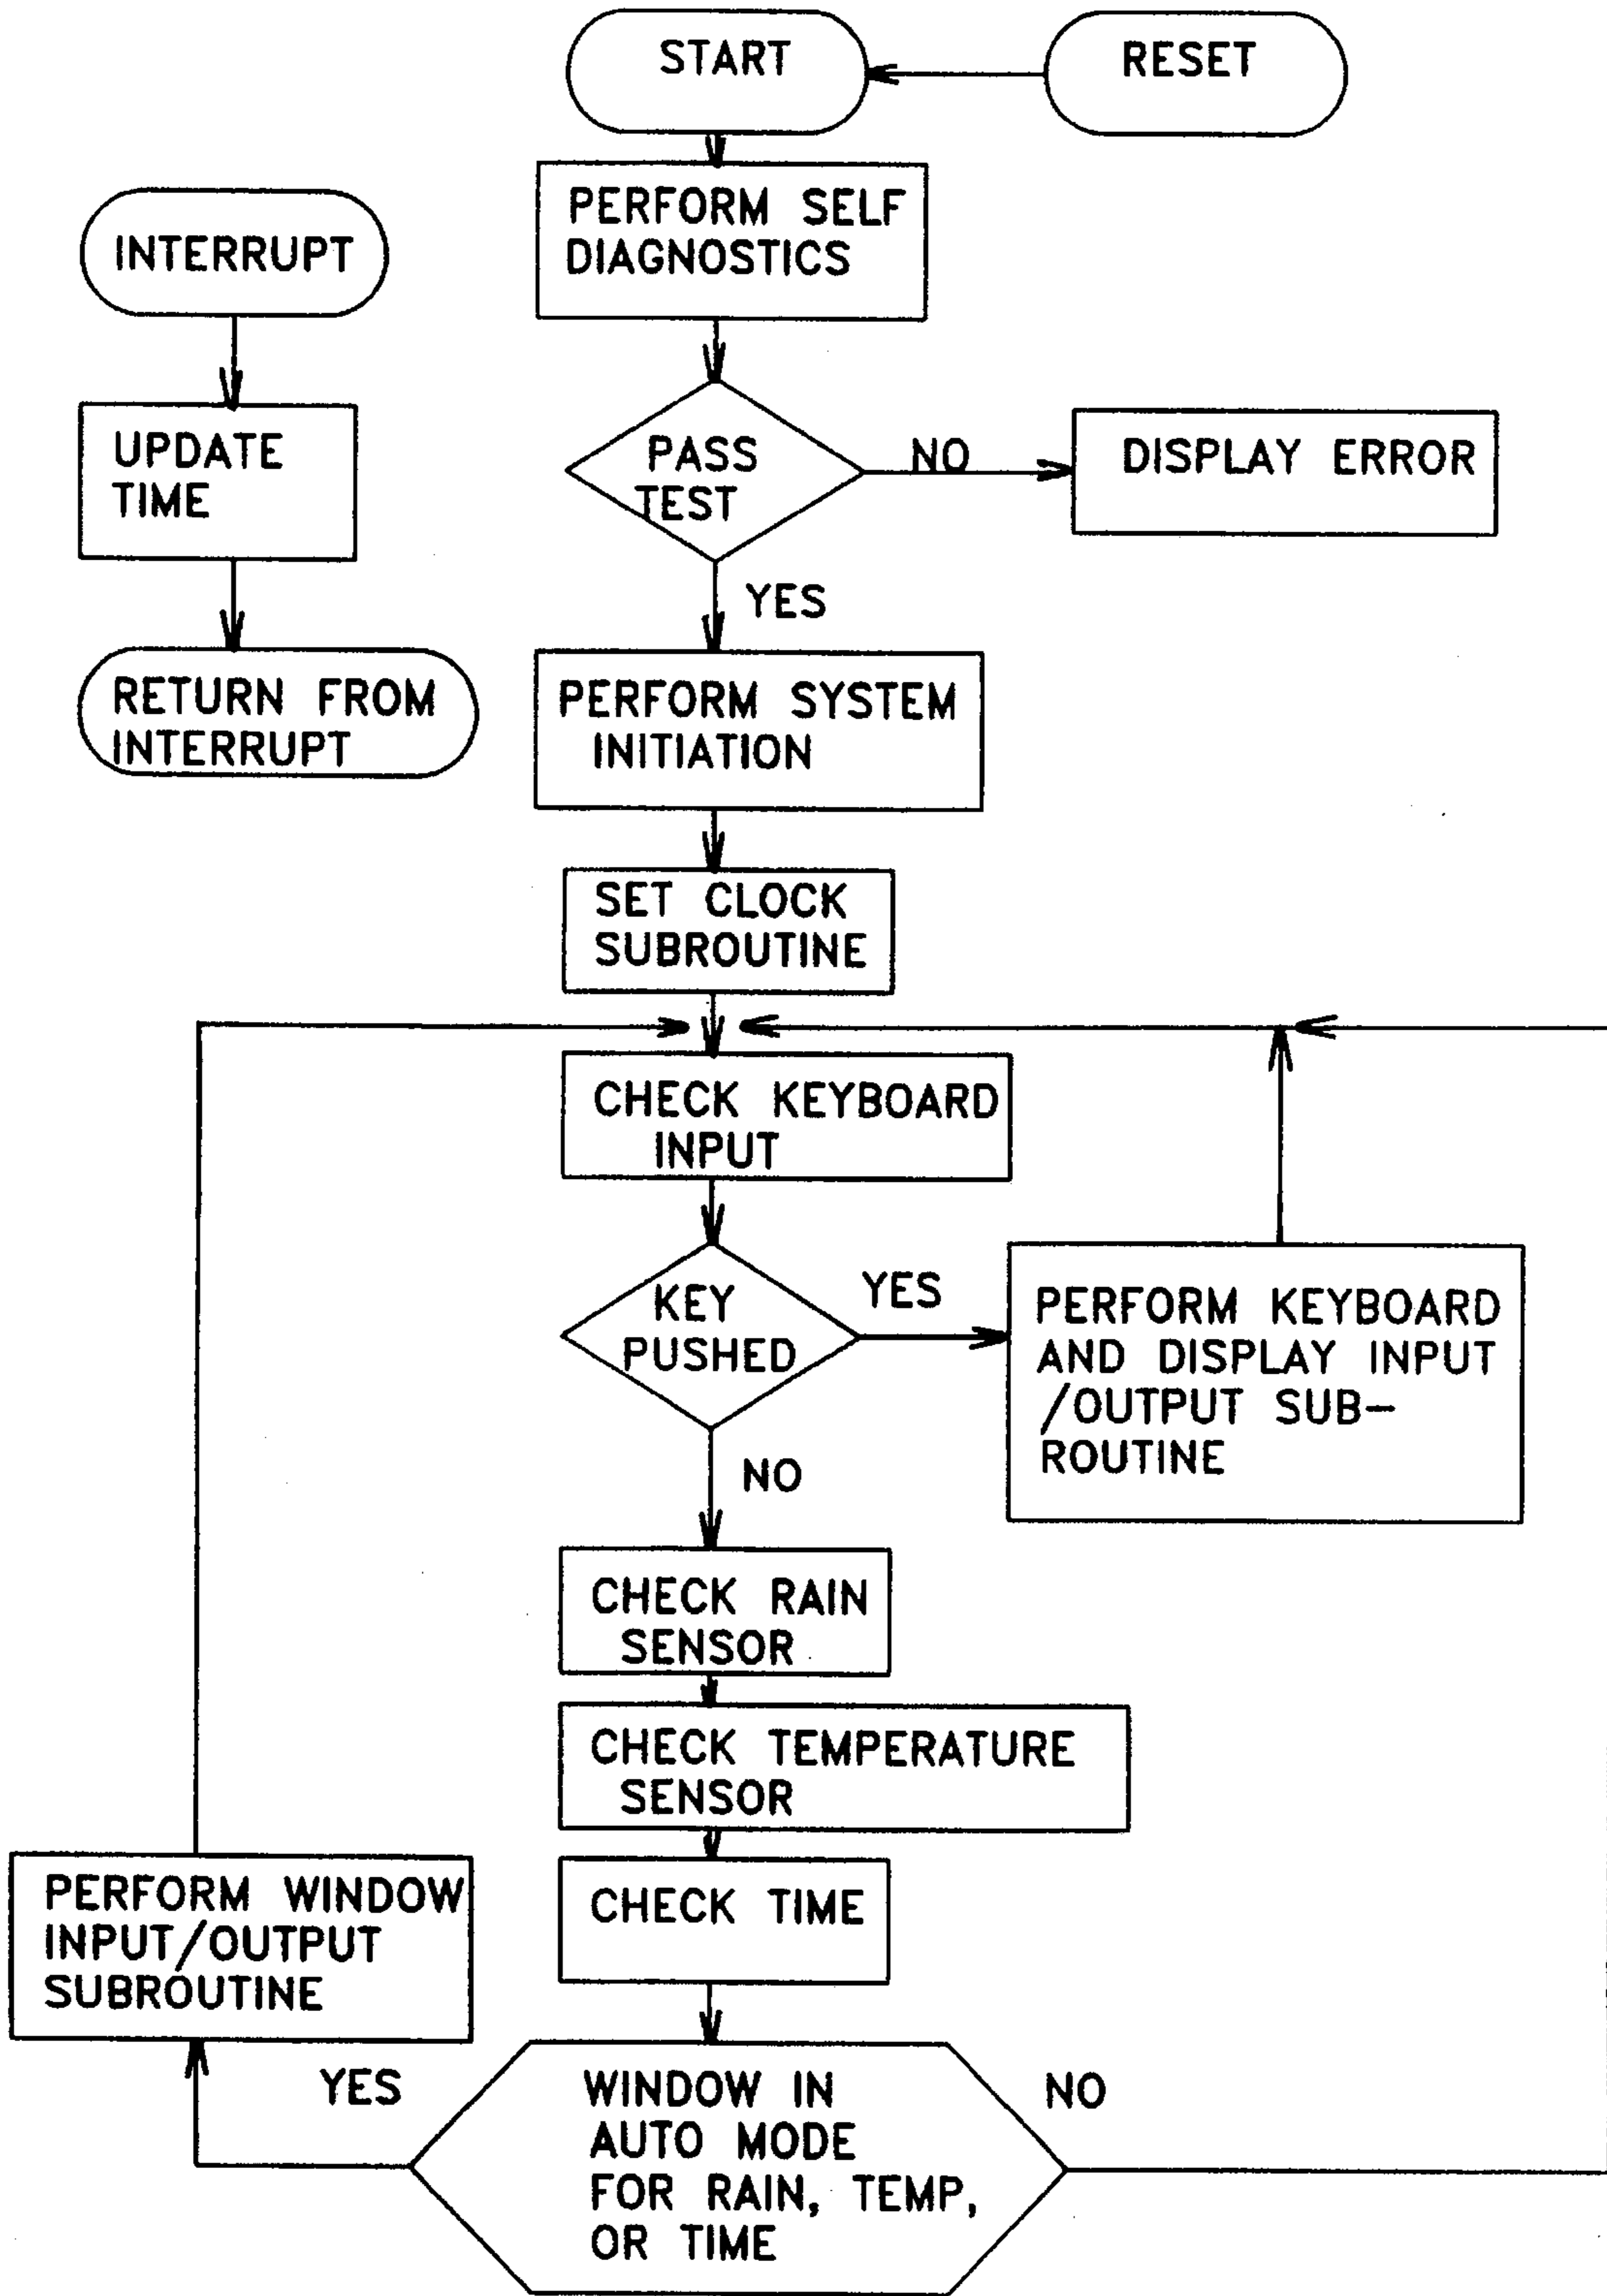 START
RESET
PERFORM SELF
DIAGNOSTICS
INTERRUPT
UPDATE
TIME
PASS
TEST
NO
DISPLAY ERROR
YES
RETURN FROM
INTERRUPT
PERFORM SYSTEM
INITIATION
SET CLOCK
SUBROUTINE
CHECK KEYBOARD
INPUT
KEY
PUSHED
YES
PERFORM KEYBOARD
AND DISPLAY INPUT
/OUTPUT SUB-
ROUTINE
NO
CHECK RAIN
SENSOR
CHECK TEMPERATURE
SENSOR
CHECK TIME
PERFORM WINDOW
INPUT/OUTPUT
SUBROUTINE
YES
WINDOW IN
AUTO MODE
FOR RAIN, TEMP,
OR TIME
NO